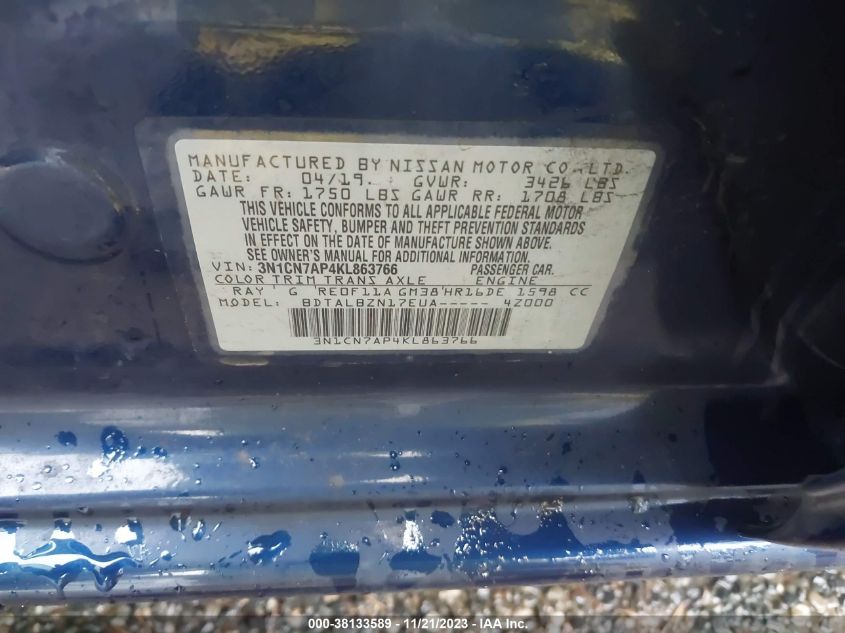 MANUFACTURED BY NISSAN MOTOR CO., LTD.
DATE: 04/19 GVWR: 3426 LBS
GAWR FR: 1750 LBS GAWR RR: 1708 LBS
THIS VEHICLE CONFORMS TO ALL APPLICABLE FEDERAL MOTOR
VEHICLE SAFETY, BUMPER AND THEFT PREVENTION STANDARDS
IN EFFECT ON THE DATE OF MANUFACTURE SHOWN ABOVE.
SEE OWNER'S MANUAL FOR ADDITIONAL INFORMATION.
VIN: 3N1CN7AP4KL863766 PASSENGER CAR.
COLOR TRIM TRANS AXLE ENGINE
RAY G RE0F11A GM38 HR16DE 1598 CC
MODEL: BDTALBZN17EUA----- 4Z000
3N1CN7AP4KL863766
000-38133589 - 11/21/2023 - IAA Inc.